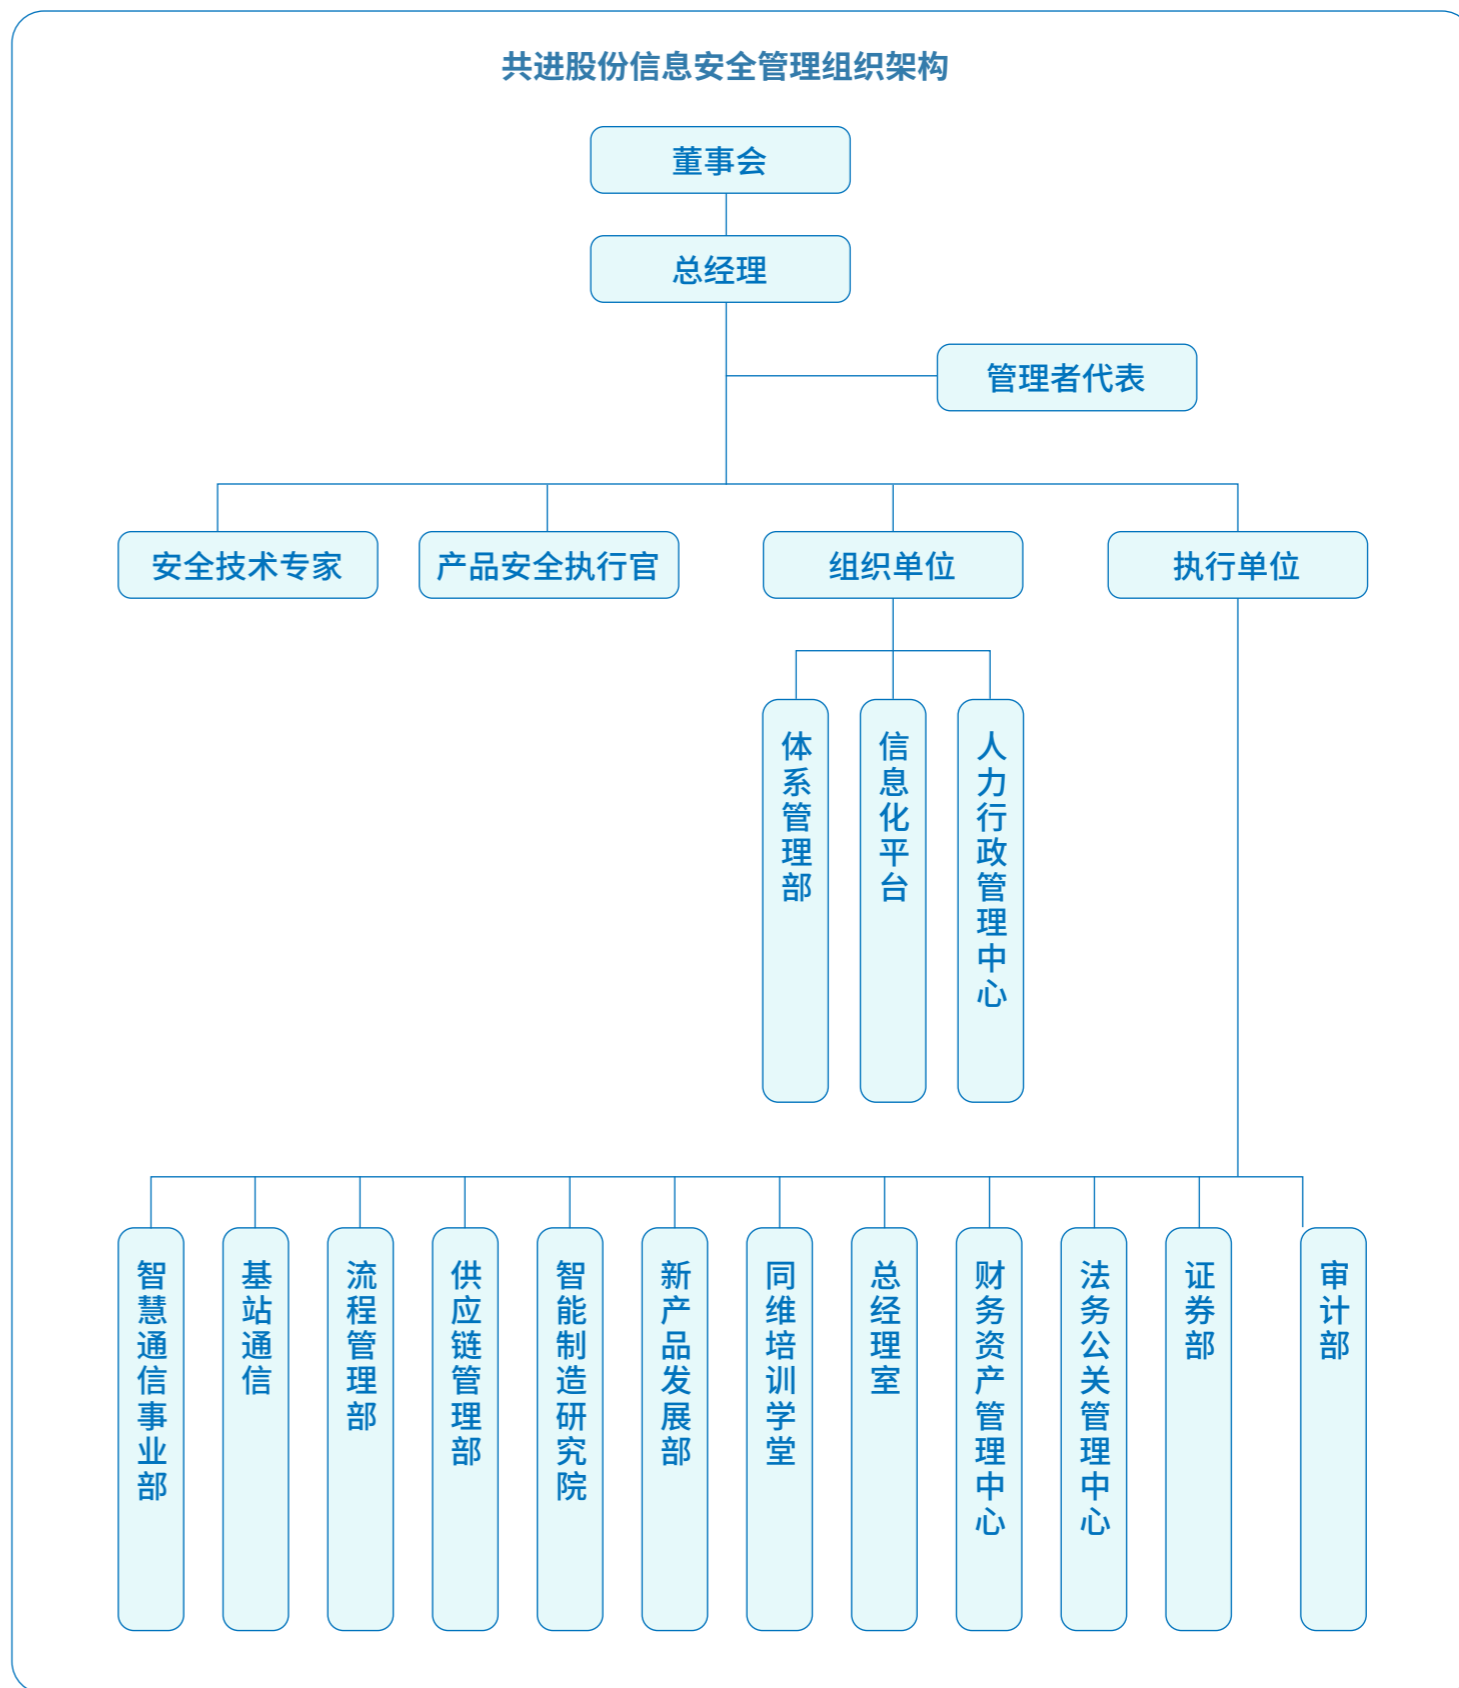 共进股份信息安全管理组织架构
董事会
总经理
管理者代表
安全技术专家
产品安全执行官
组织单位
执行单位
体系管理部
信息化平台
人力行政管理中心
智慧通信事业部
基站通信
流程管理部
供应链管理部
智能制造研究院
新产品发展部
同维培训学堂
总经理室
财务资产管理中心
法务公关管理中心
证券部
审计部